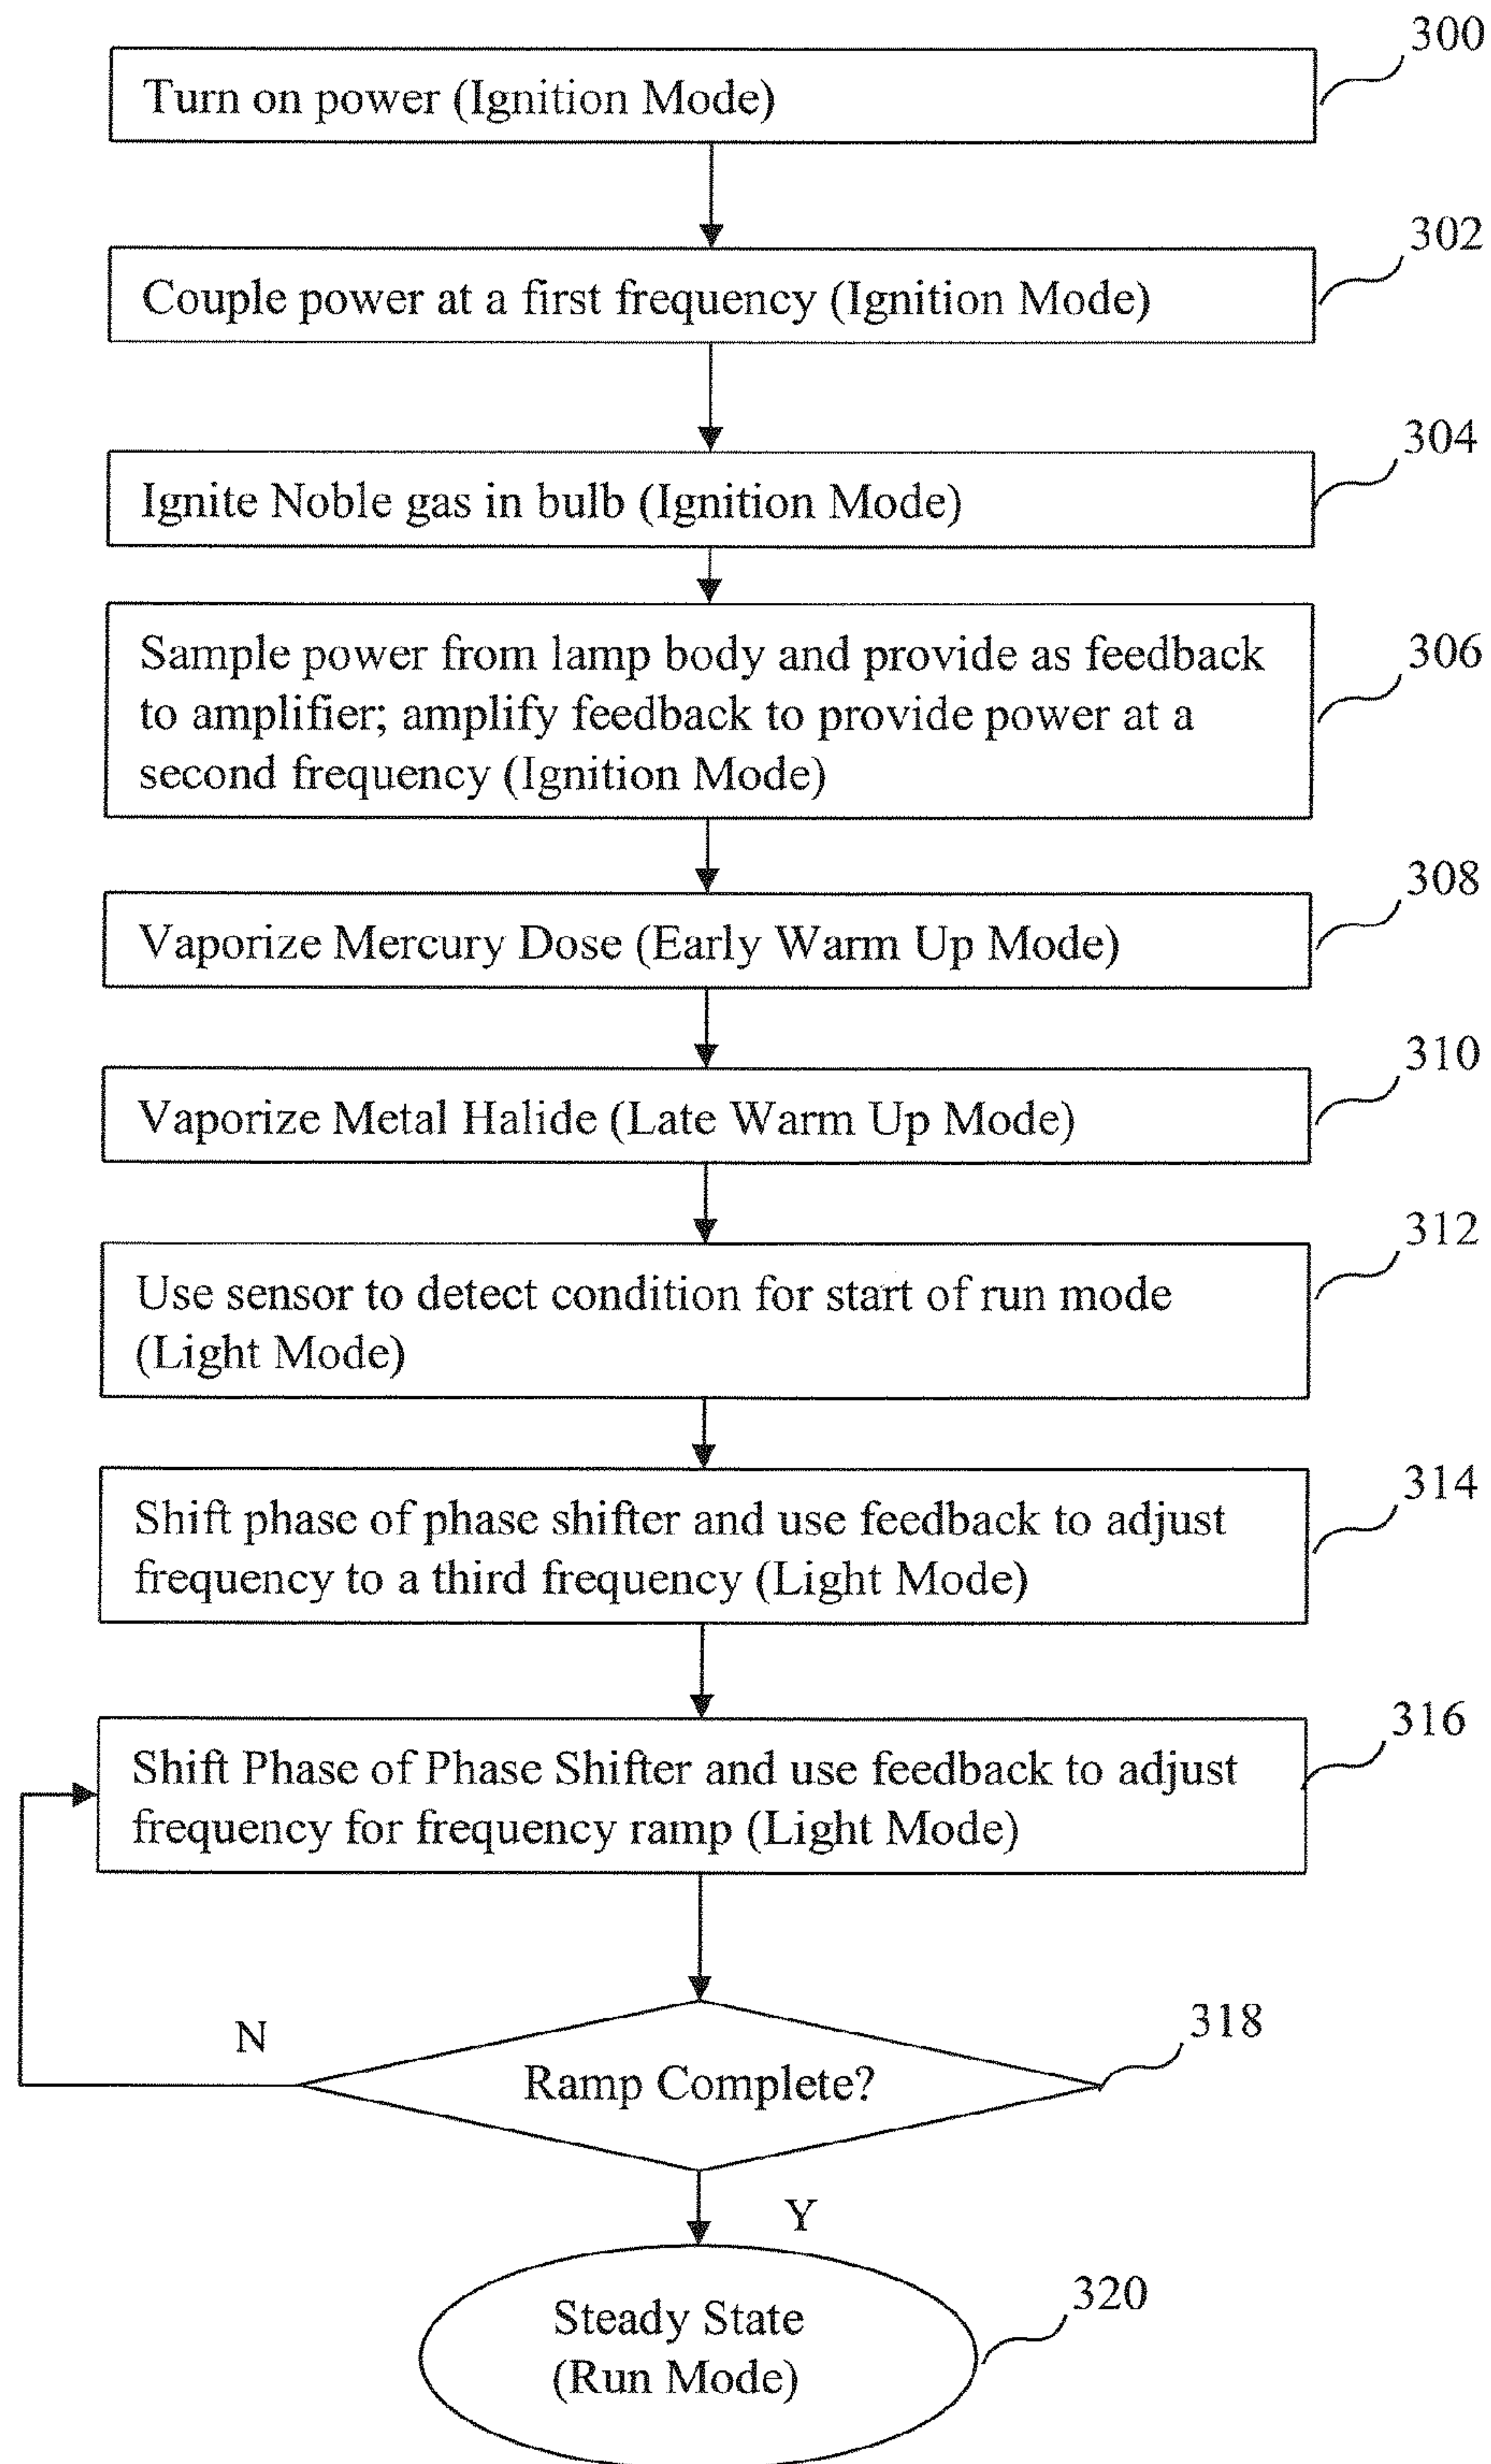 300
Turn on power (Ignition Mode)
302
Couple power at a first frequency (Ignition Mode)
304
Ignite Noble gas in bulb (Ignition Mode)
306
Sample power from lamp body and provide as feedback
to amplifier; amplify feedback to provide power at a
second frequency (Ignition Mode)
308
Vaporize Mercury Dose (Early Warm Up Mode)
310
Vaporize Metal Halide (Late Warm Up Mode)
312
Use sensor to detect condition for start of run mode
(Light Mode)
314
Shift phase of phase shifter and use feedback to adjust
frequency to a third frequency (Light Mode)
316
Shift Phase of Phase Shifter and use feedback to adjust
frequency for frequency ramp (Light Mode)
318
N
Ramp Complete?
Y
320
Steady State
(Run Mode)